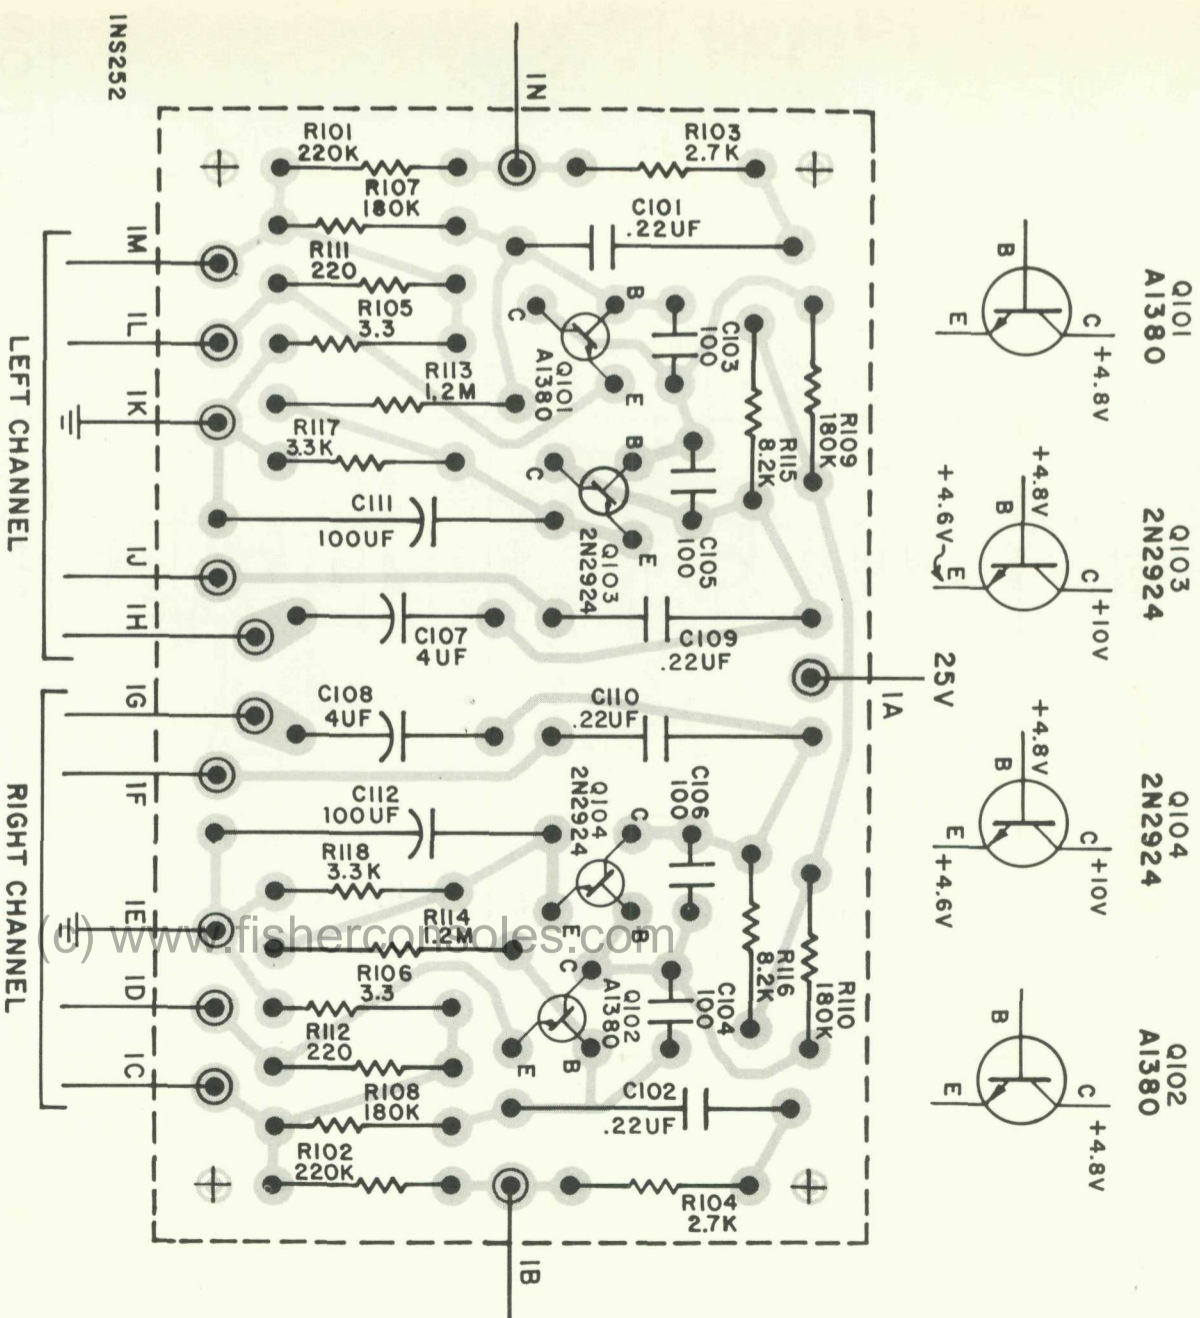 INS252
1N
R101
220K
R103
2.7K
R107
180K
C101
.22UF
1M
R111
220
R105
3.3
B
C
C103
100
Q101
A1380
E
1L
R113
1.2M
R109
180K
R115
8.2K
1K
R117
3.3K
B
C
C111
100UF
E
Q103
2N2924
C105
100
1J
1H
C107
4UF
C109
.22UF
LEFT CHANNEL
25V
1A
1G
C108
4UF
C110
.22UF
1F
C112
100UF
Q104
2N2924
C
C106
100
R118
3.3K
1E
R114
1.2M
E
B
R116
8.2K
R110
180K
(c) www.fisherconsoles.com
C
Q102
A1380
C104
100
R106
3.3
1D
R112
220
E
B
1C
R108
180K
C102
.22UF
R102
220K
R104
2.7K
1B
RIGHT CHANNEL
Q101
A1380
B
E
C
+4.8V
Q103
2N2924
+4.8V
B
+4.6V
E
C
+10V
Q104
2N2924
+4.8V
B
E
+4.6V
C
+10V
Q102
A1380
B
E
C
+4.8V